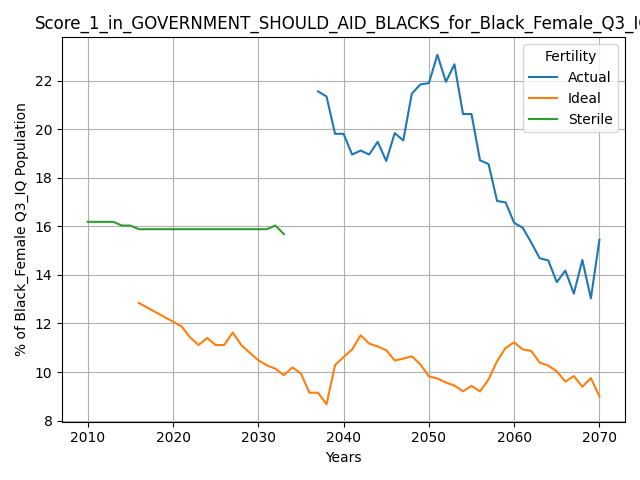 Score_1_in_GOVERNMENT_SHOULD_AID_BLACKS_for_Black_Female_Q3_IQ
Fertility
Actual
Ideal
Sterile
% of Black_Female Q3_IQ Population
22
20
18
16
14
12
10
8
2010 2020 2030 2040 2050 2060 2070
Years